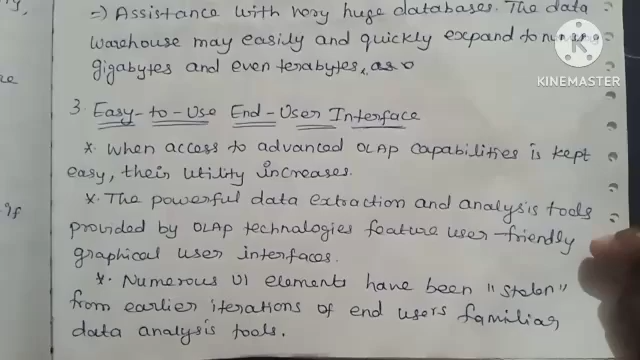 =) Assistance with very huge databases. The data
warehouse may easily and quickly expand to
gigabytes and even terabytes.
KINEMASTER
3. Easy-to-Use End-User Interface
*. When access to advanced OLAP capabilities is kept
easy, their utility increases.
*. The powerful data extraction and analysis tools
provided by OLAP technologies feature user-friendly
graphical user interfaces.
*. Numerous UI elements have been "stolen"
from earlier iterations of end users familiar
data analysis tools.